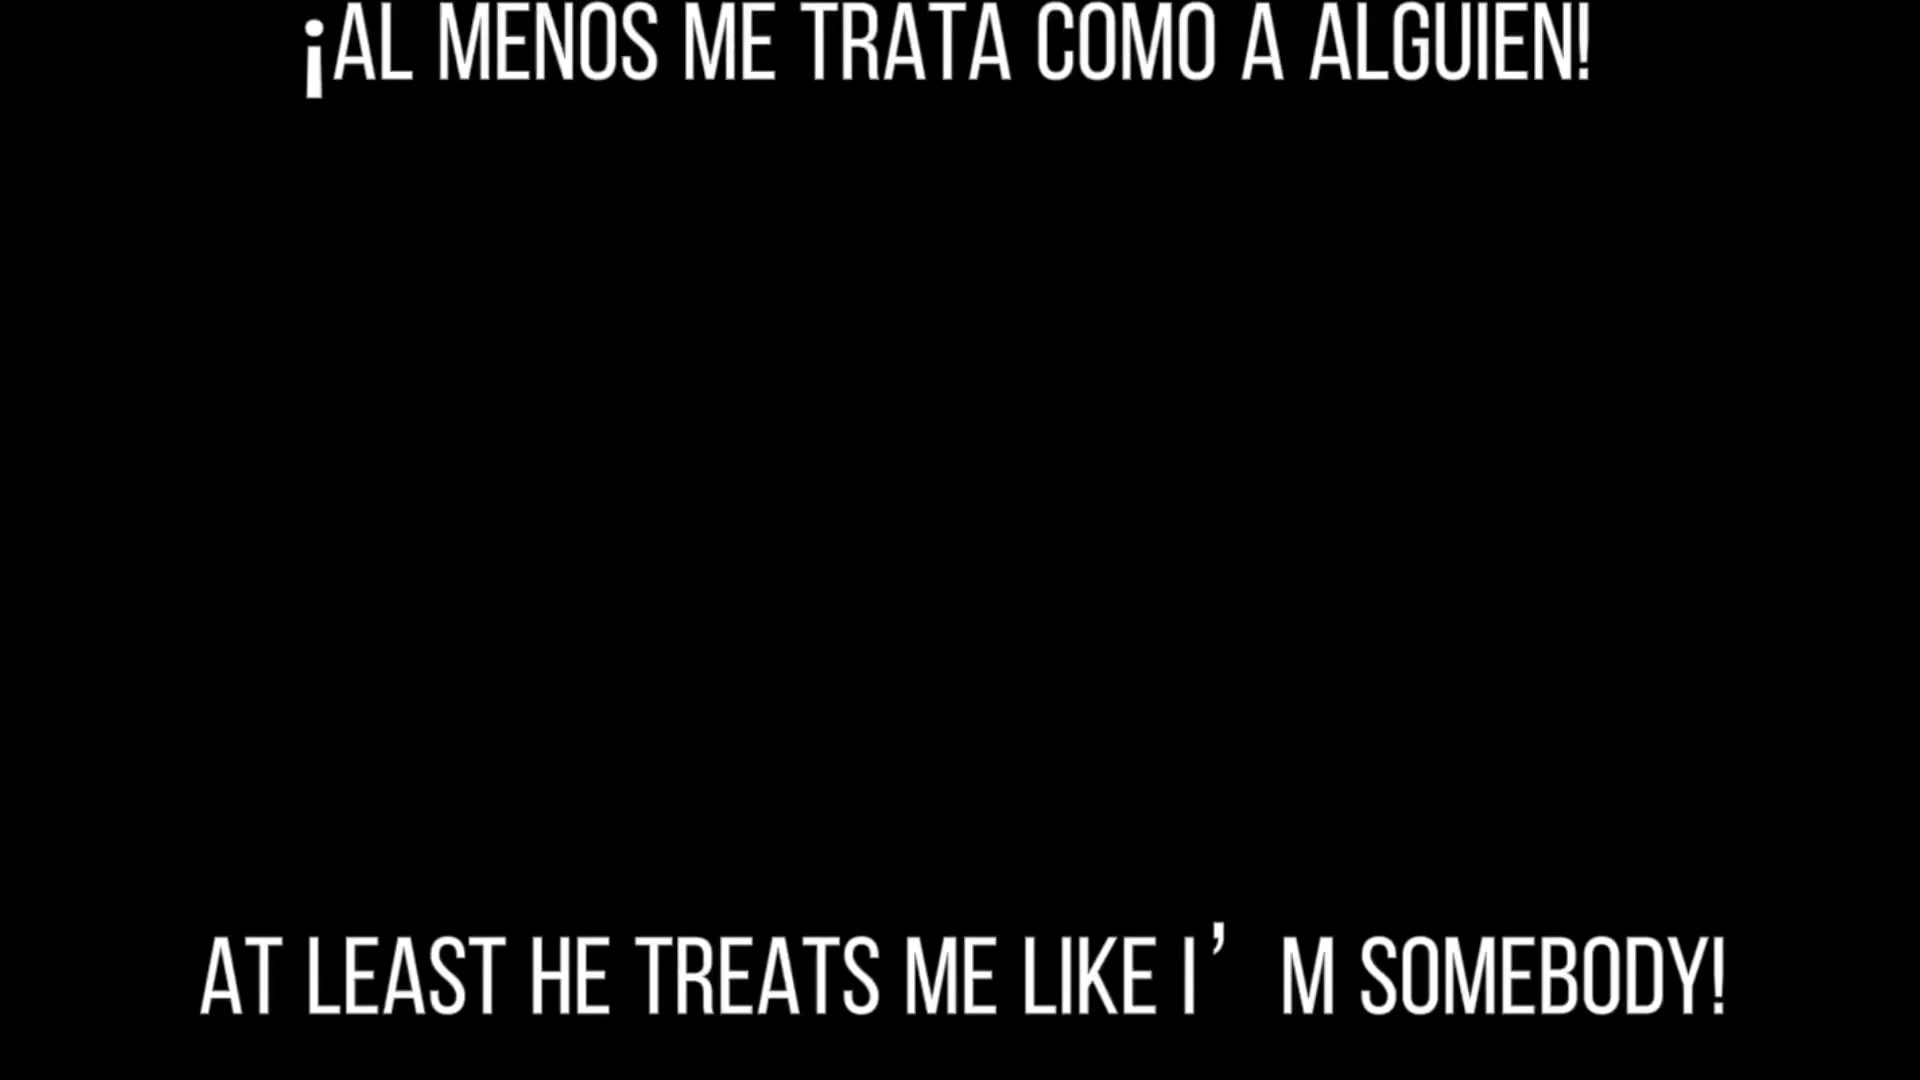 ¡AL MENOS ME TRATA COMO A ALGUIEN!
AT LEAST HE TREATS ME LIKE I’M SOMEBODY!